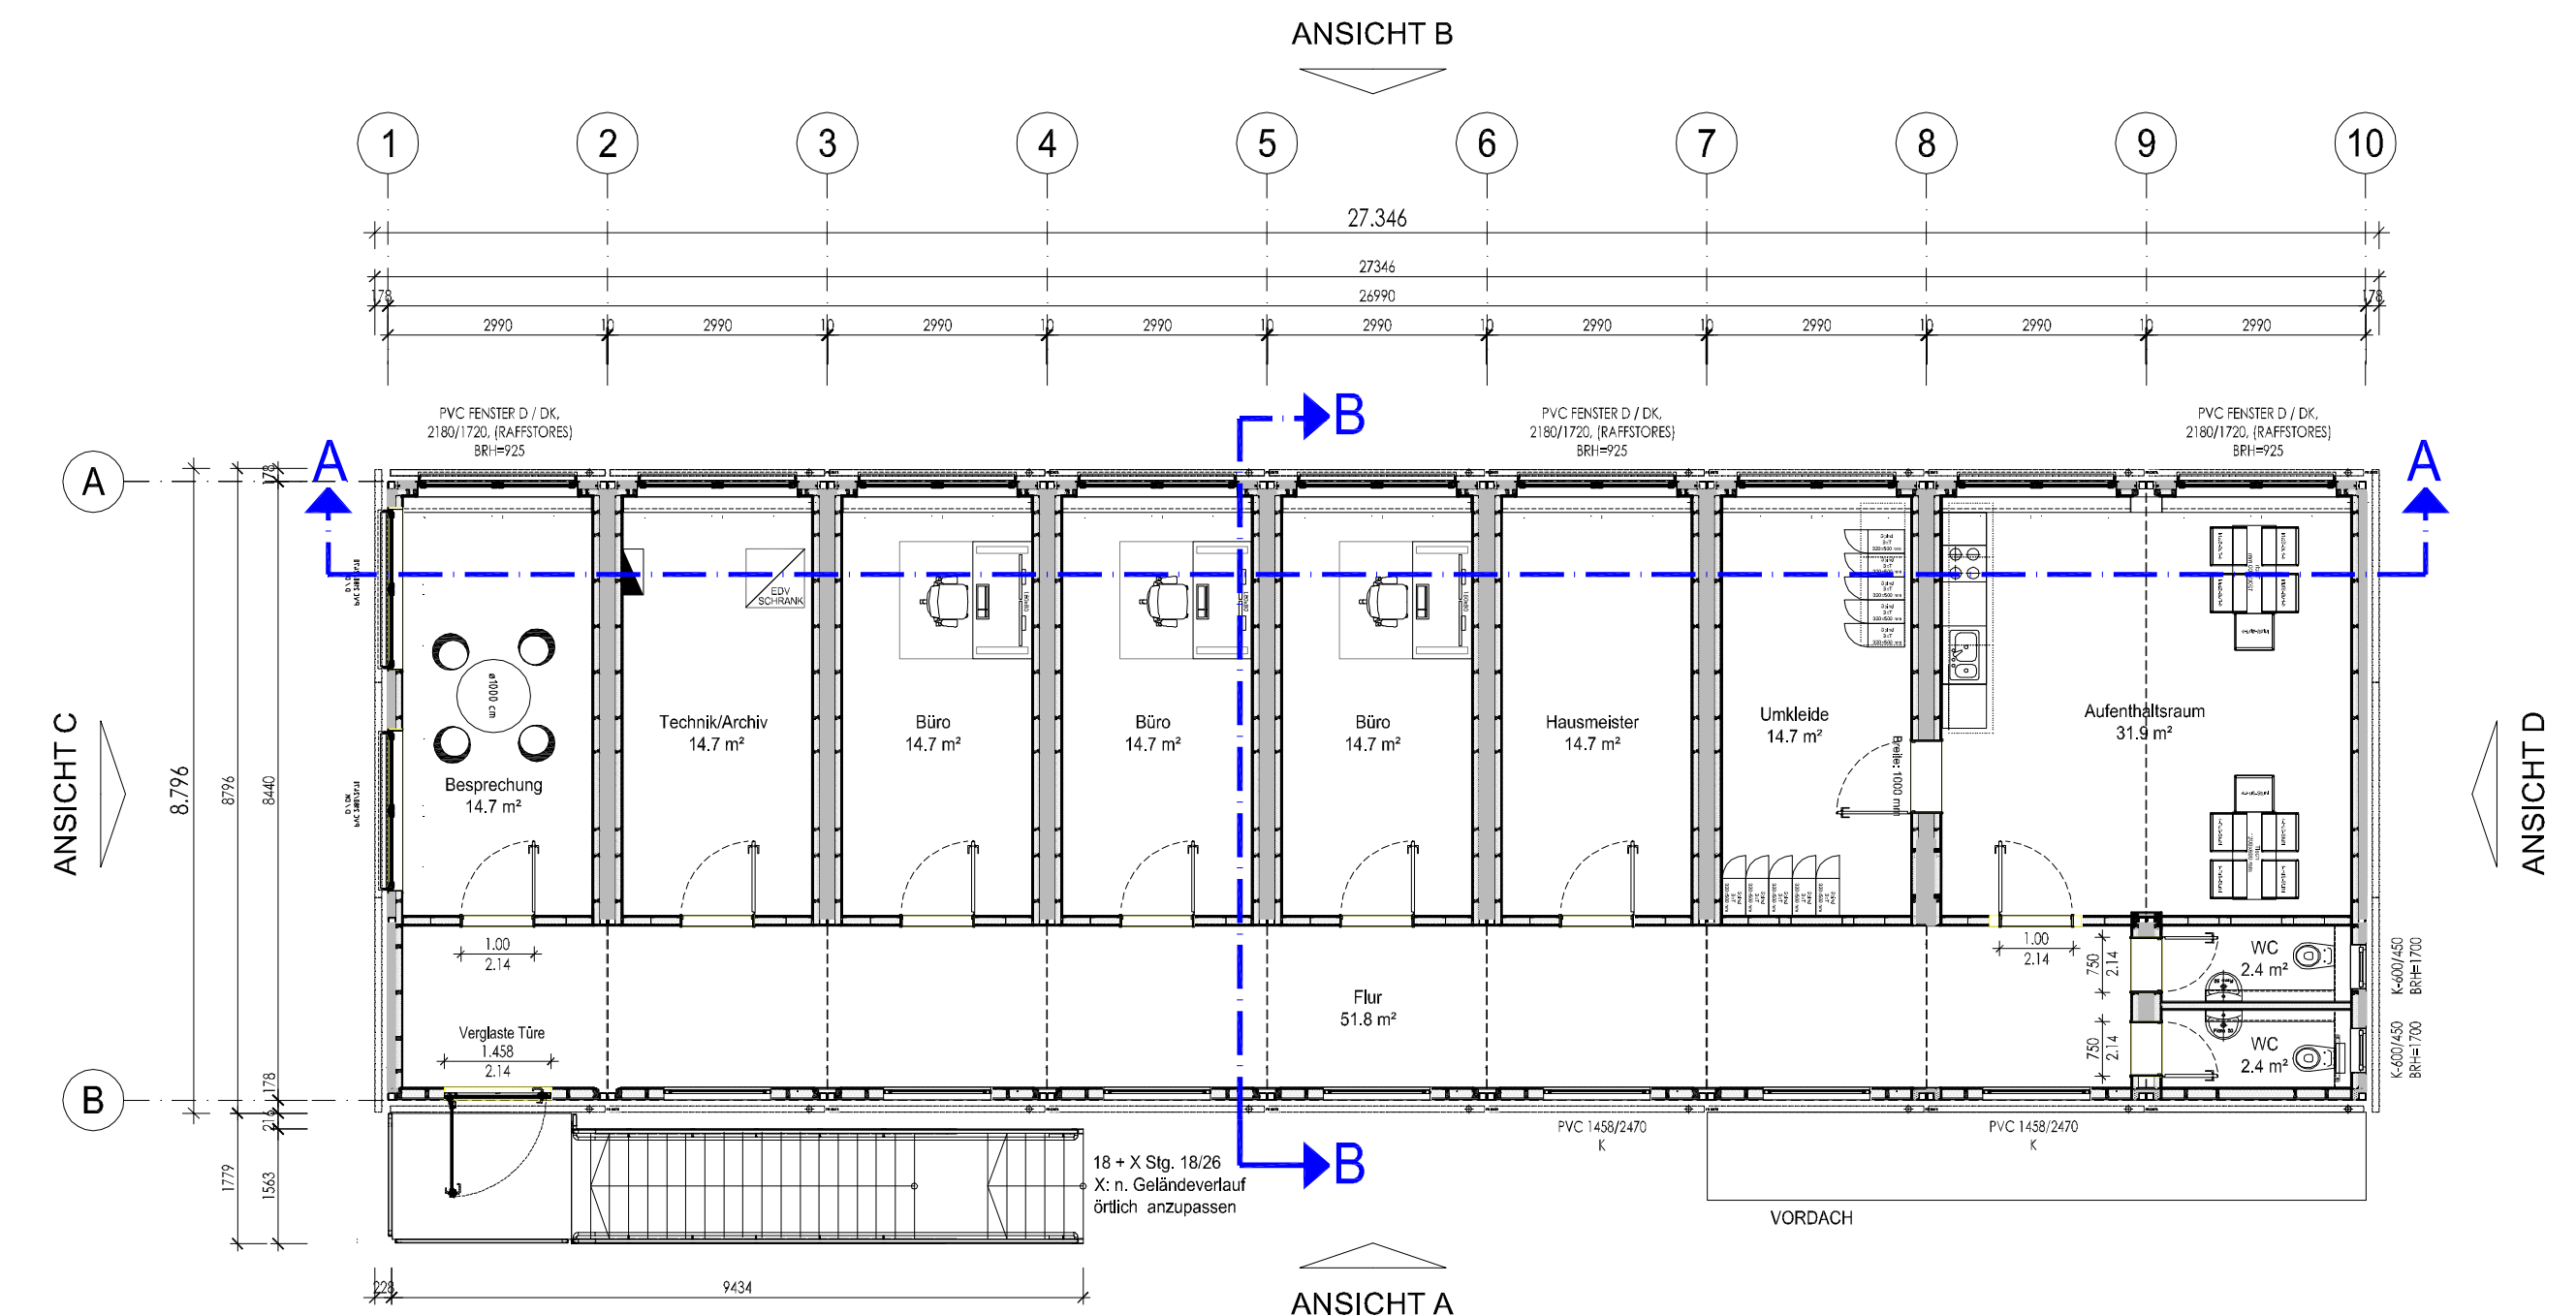 ANSICHT B
1 2 3 4 5 6 7 8 9 10
27.346
27346
178 26990 178
2990 10 2990 10 2990 10 2990 10 2990 10 2990 10 2990 10 2990 10 2990
PVC FENSTER D / DK,
2180/1720, (RAFFSTORES)
BRH=925
B
PVC FENSTER D / DK,
2180/1720, (RAFFSTORES)
BRH=925
PVC FENSTER D / DK,
2180/1720, (RAFFSTORES)
BRH=925
A
A
A
178
8.796
8796
8440
178
216
1779
1563
ANSICHT C
ANSICHT D
EDV
SCHRANK
ø1000 cm
Besprechung
14.7 m²
Technik/Archiv
14.7 m²
Büro
14.7 m²
Büro
14.7 m²
Büro
14.7 m²
Hausmeister
14.7 m²
Umkleide
14.7 m²
Breite: 1000 mm
Aufenthaltsraum
31.9 m²
1.00
2.14
1.00
2.14
750
2.14
WC
2.4 m²
K-600/450
BRH=1700
Flur
51.8 m²
Verglaste Türe
1.458
2.14
750
2.14
WC
2.4 m²
K-600/450
BRH=1700
B
PVC 1458/2470
K
PVC 1458/2470
K
18 + X Stg. 18/26
X: n. Geländeverlauf
örtlich anzupassen
B
VORDACH
228 9434
ANSICHT A